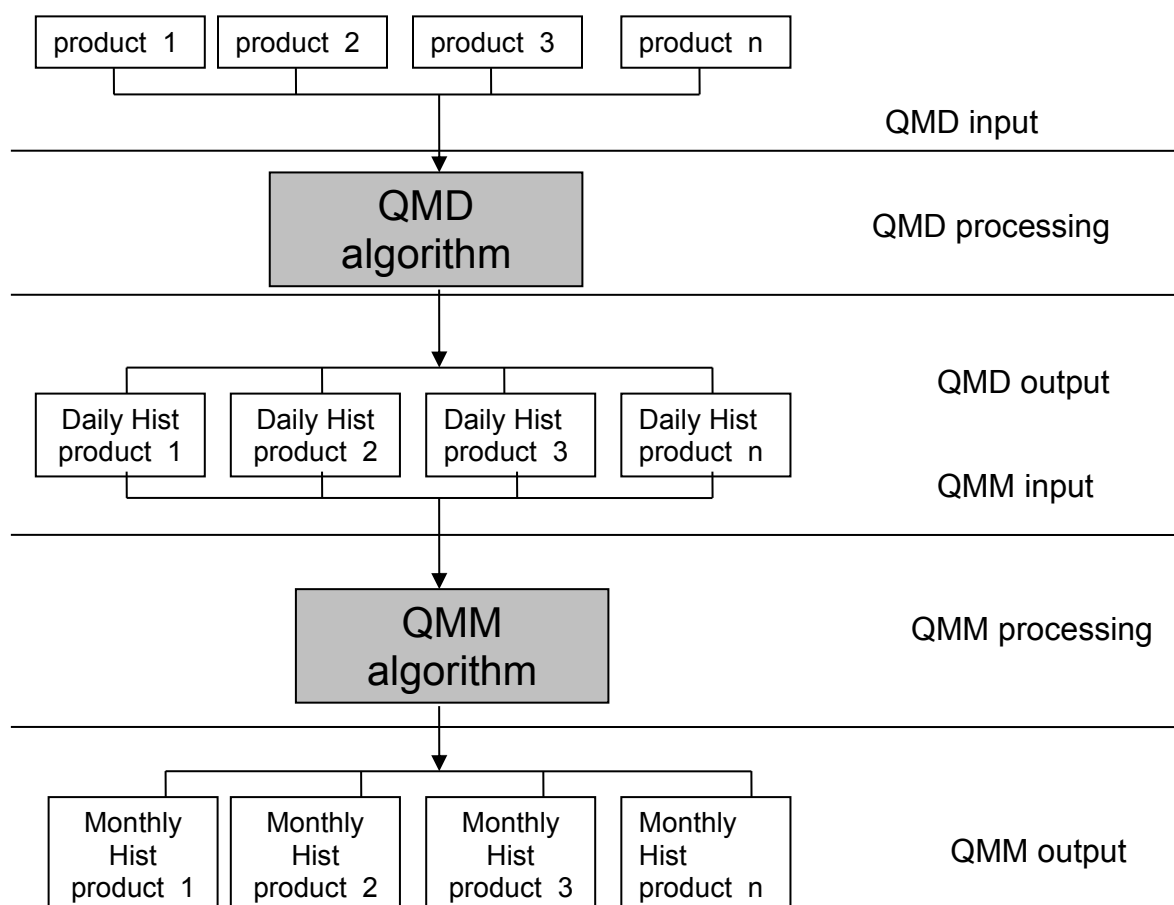 product 1
product 2
product 3
product n
QMD input
QMD
algorithm
QMD processing
QMD output
Daily Hist
product 1
Daily Hist
product 2
Daily Hist
product 3
Daily Hist
product n
QMM input
QMM
algorithm
QMM processing
Monthly
Hist
product 1
Monthly
Hist
product 2
Monthly
Hist
product 3
Monthly
Hist
product n
QMM output